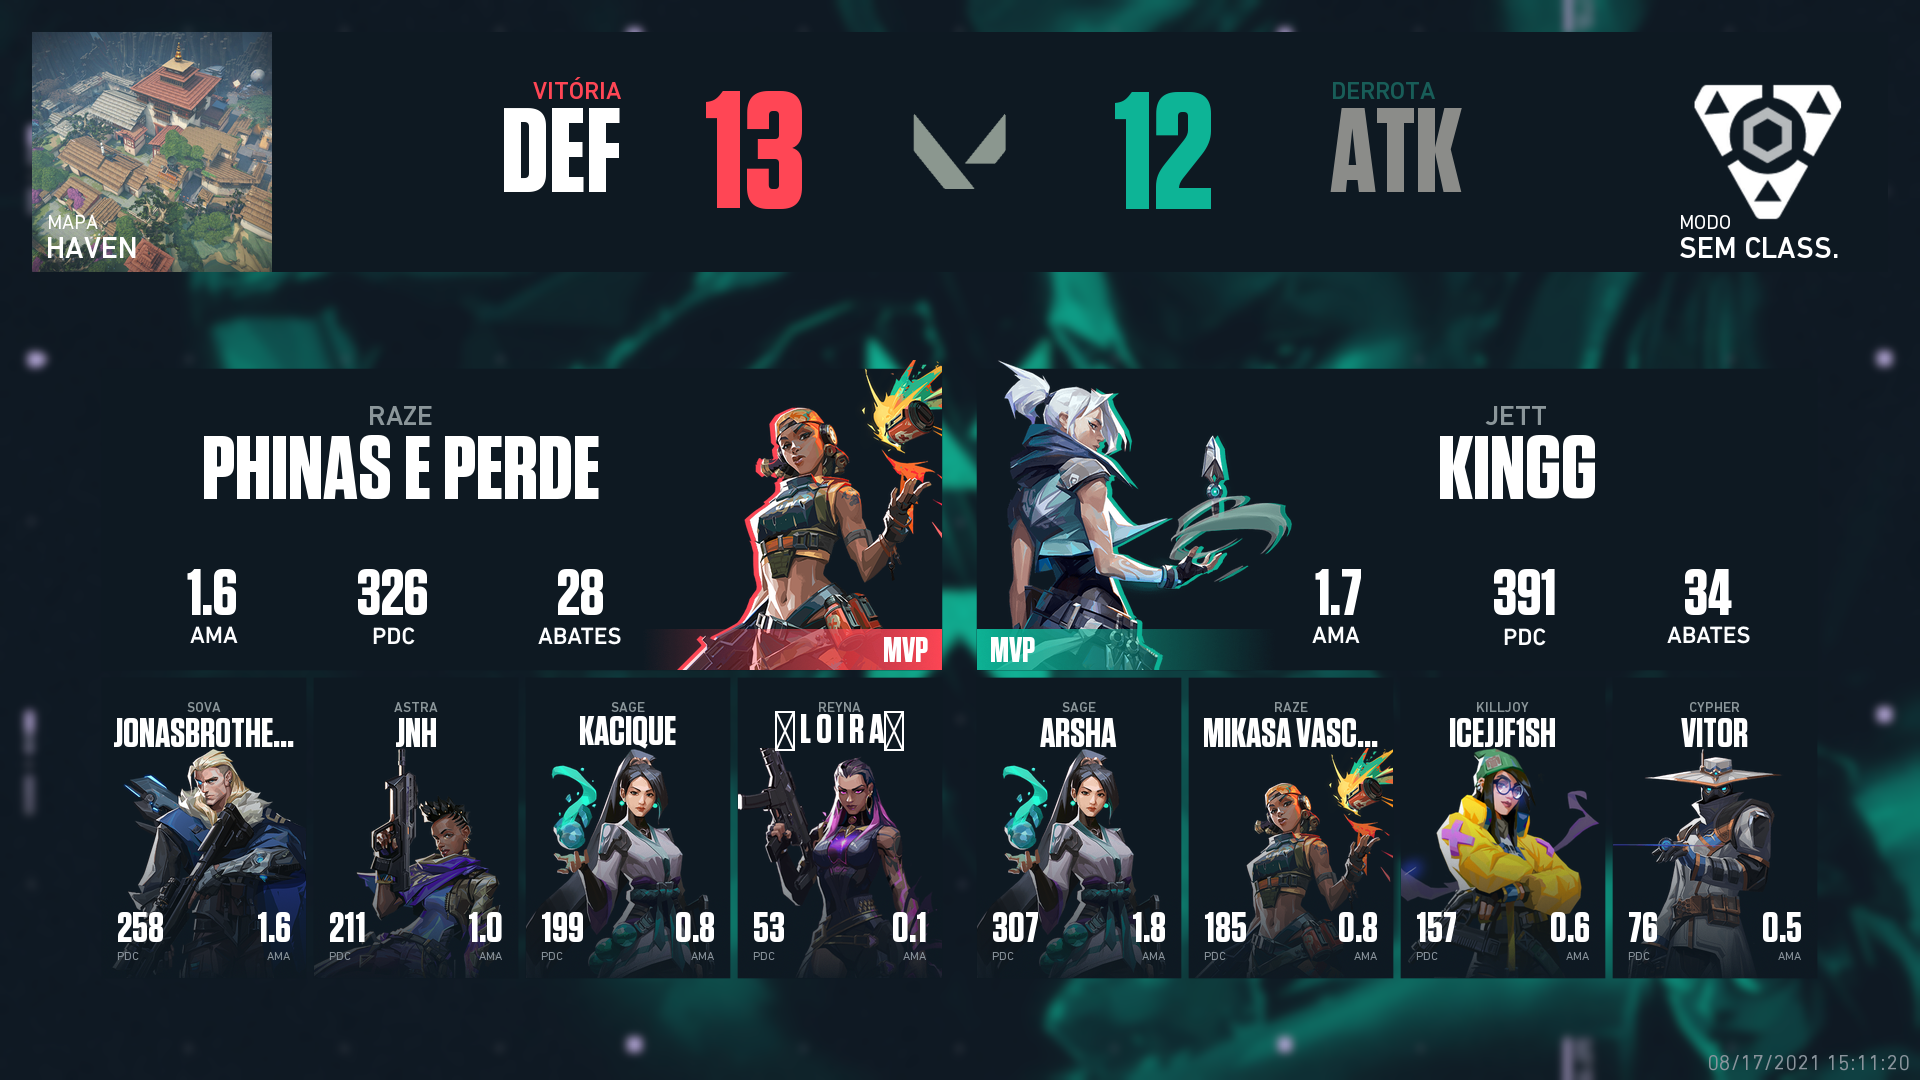 MAPA
HAVEN
VITÓRIA
DEF
13
12
DERROTA
ATK
MODO
SEM CLASS.
RAZE
PHINAS E PERDE
1.6
AMA
326
PDC
28
ABATES
MVP
JETT
KINGG
1.7
AMA
391
PDC
34
ABATES
MVP
SOVA
JONASBROTHE...
258
PDC
1.6
AMA
ASTRA
JNH
211
PDC
1.0
AMA
SAGE
KACIQUE
199
PDC
0.8
AMA
REYNA
LOIRA
53
PDC
0.1
AMA
SAGE
ARSHA
307
PDC
1.8
AMA
RAZE
MIKASA VASC...
185
PDC
0.8
AMA
KILLJOY
ICEJJF1SH
157
PDC
0.6
AMA
CYPHER
VITOR
76
PDC
0.5
AMA
08/17/2021 15:11:20